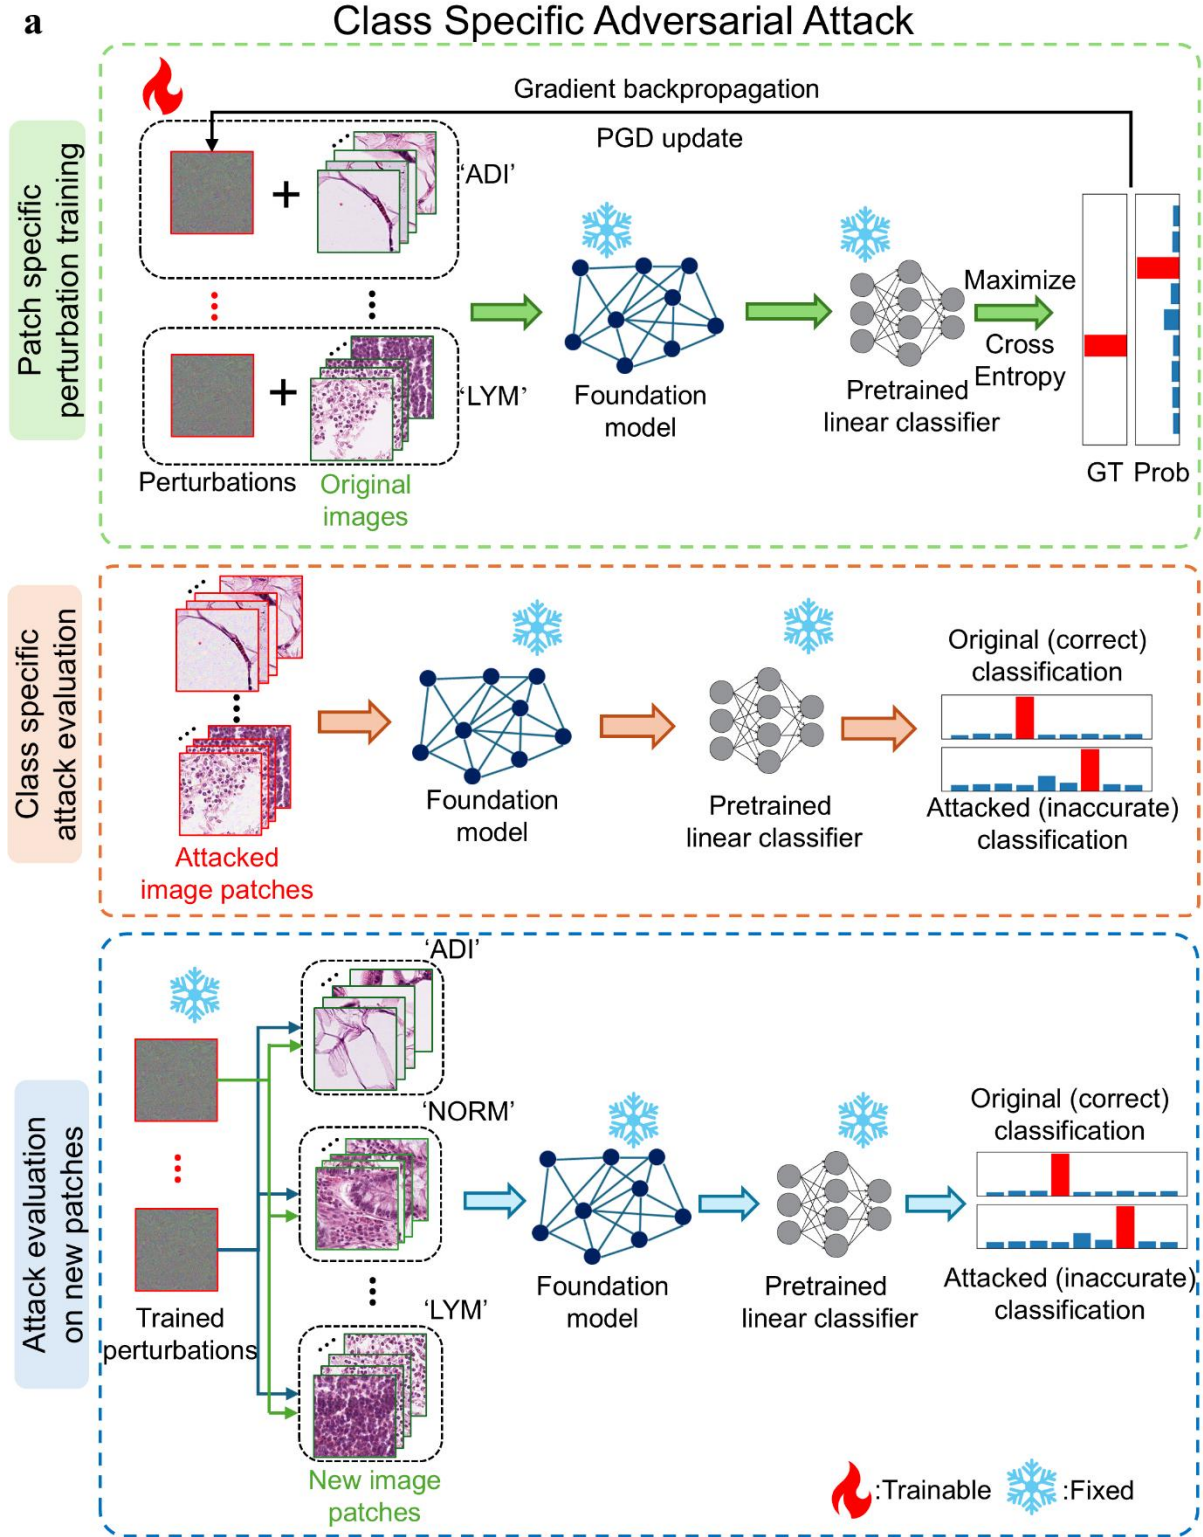 a
Class Specific Adversarial Attack
Patch specific
perturbation training
Gradient backpropagation
PGD update
‘ADI’
‘LYM’
Perturbations
Original
images
Foundation
model
Pretrained
linear classifier
Maximize
Cross
Entropy
GT
Prob
Class specific
attack evaluation
Attacked
image patches
Foundation
model
Pretrained
linear classifier
Original (correct)
classification
Attacked (inaccurate)
classification
Attack evaluation
on new patches
‘ADI’
‘NORM’
‘LYM’
Trained
perturbations
New image
patches
Foundation
model
Pretrained
linear classifier
Original (correct)
classification
Attacked (inaccurate)
classification
:Trainable
:Fixed